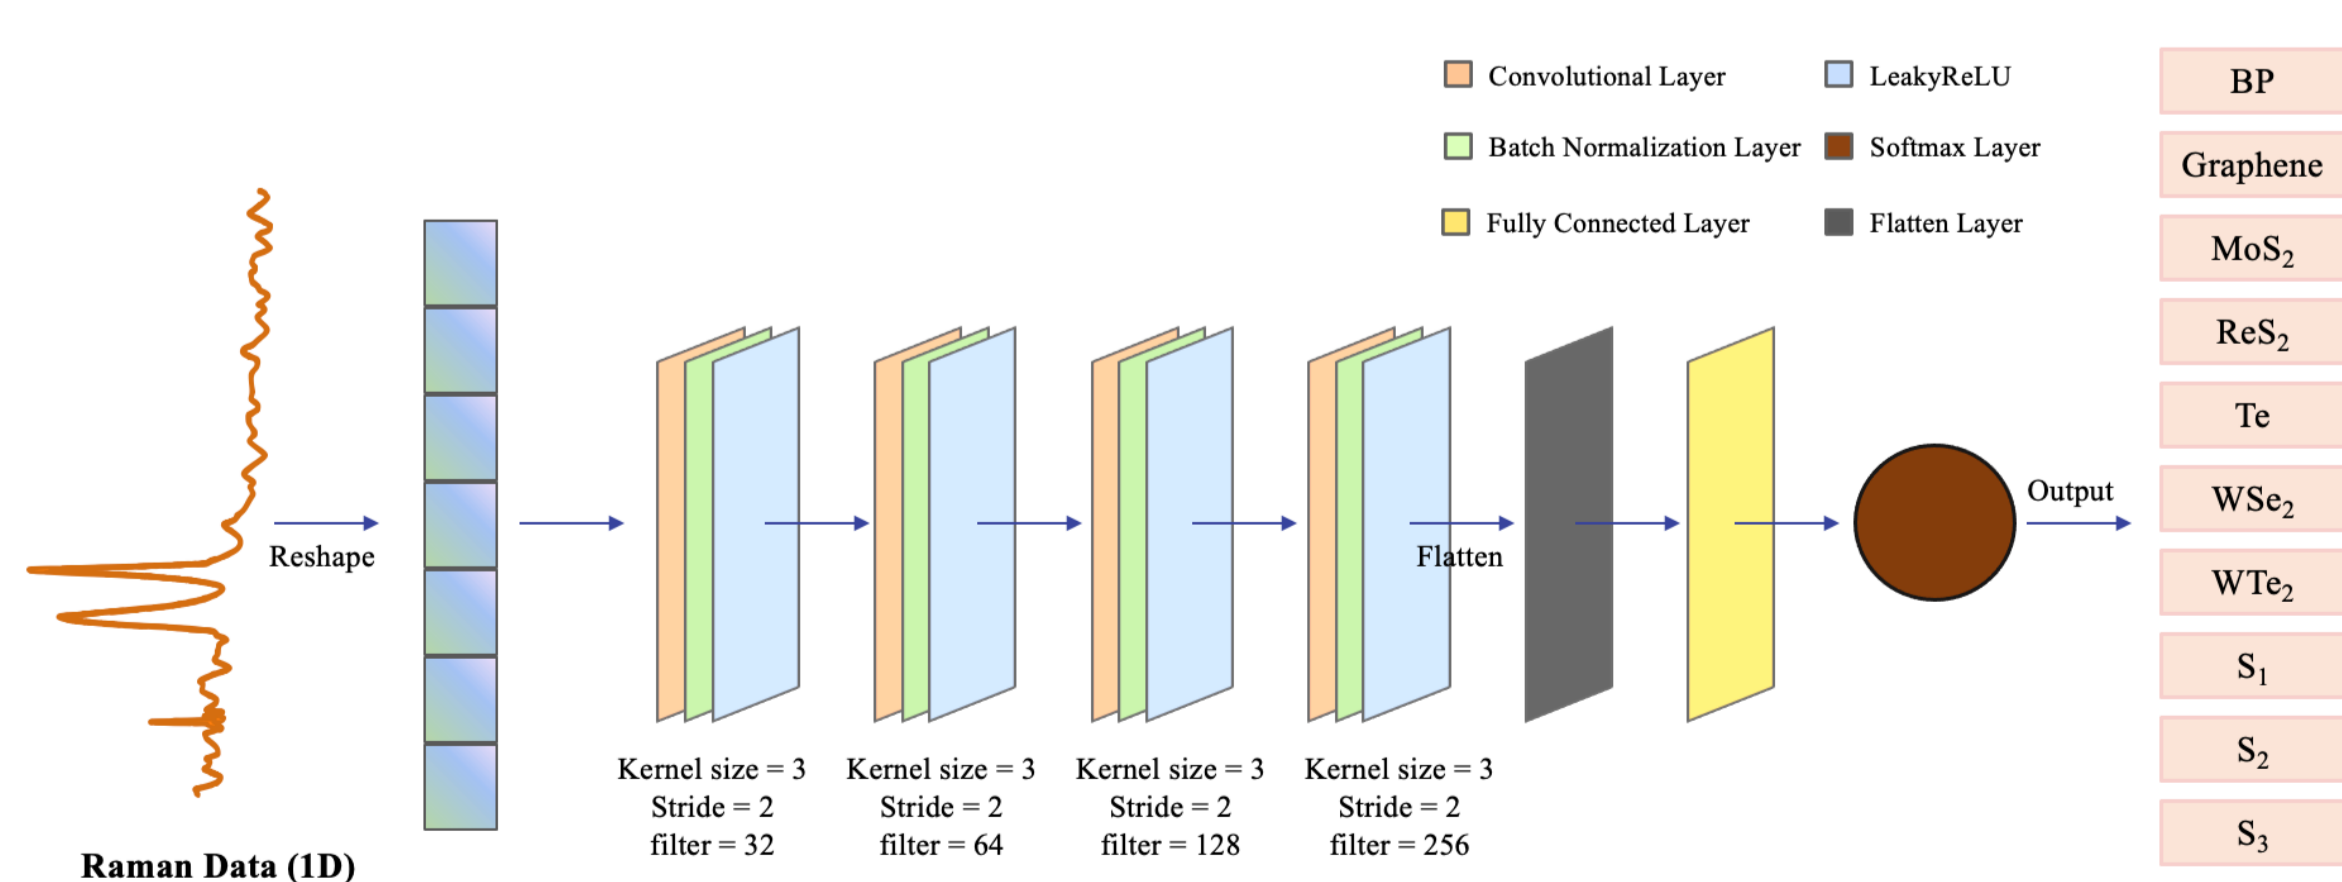 Convolutional Layer
LeakyReLU
Batch Normalization Layer
Softmax Layer
Fully Connected Layer
Flatten Layer
Raman Data (1D)
Reshape
Kernel size = 3
Stride = 2
filter = 32
Kernel size = 3
Stride = 2
filter = 64
Kernel size = 3
Stride = 2
filter = 128
Kernel size = 3
Stride = 2
filter = 256
Flatten
Output
BP
Graphene
MoS₂
ReS₂
Te
WSe₂
WTe₂
S₁
S₂
S₃